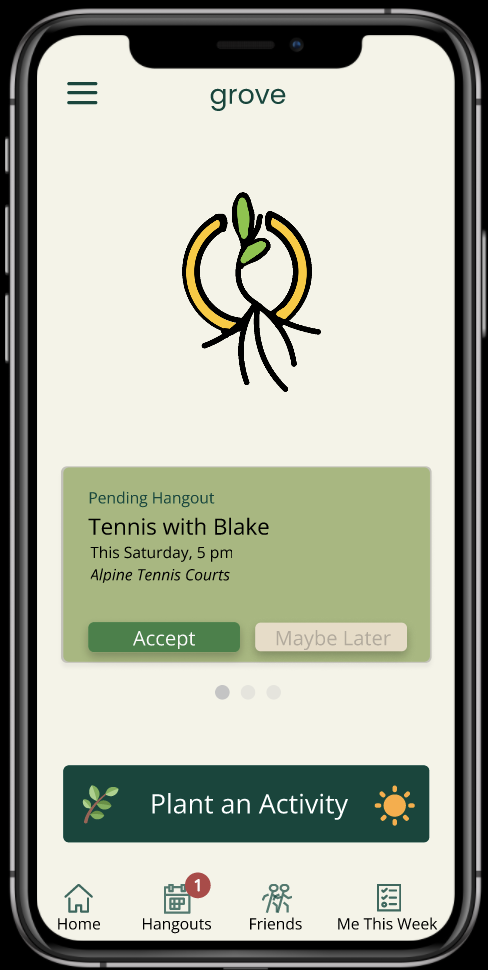 grove
Pending Hangout
Tennis with Blake
This Saturday, 5 pm
Alpine Tennis Courts
Accept
Maybe Later
Plant an Activity
1
Home
Hangouts
Friends
Me This Week